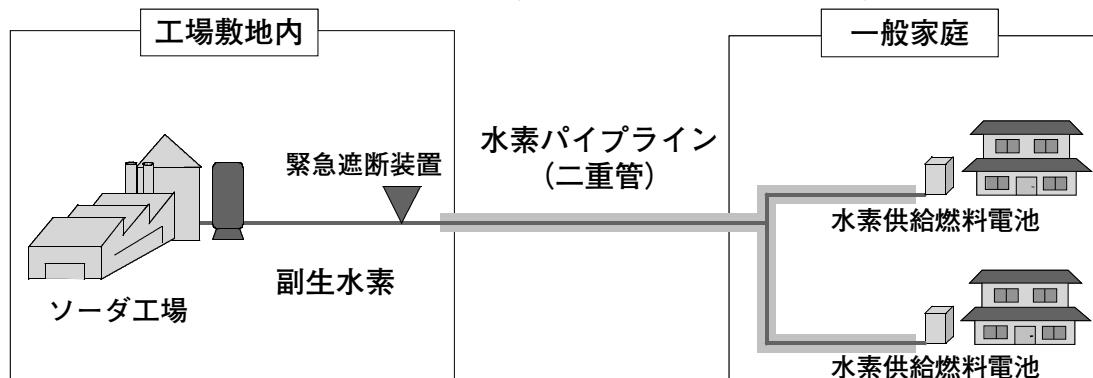 工場敷地内
一般家庭
緊急遮断装置
水素パイプライン
(二重管)
水素供給燃料電池
副生水素
ソーダ工場
水素供給燃料電池